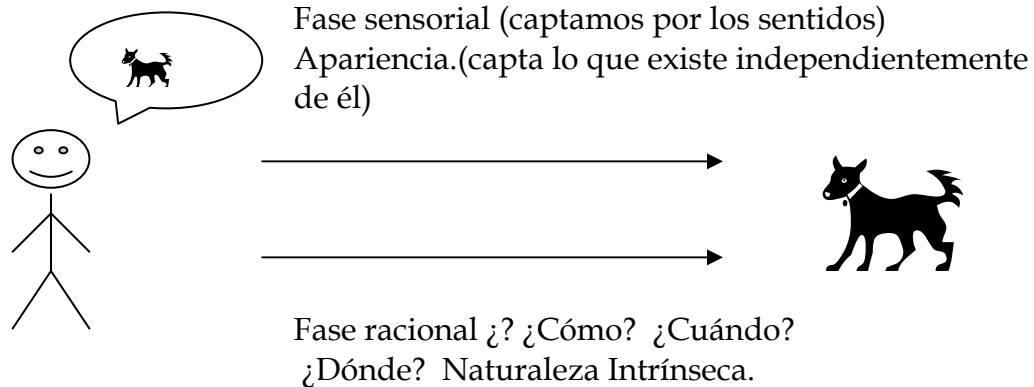 Fase sensorial (captamos por los sentidos)
Apariencia.(capta lo que existe independientemente
de él)
Fase racional ¿? ¿Cómo? ¿Cuándo?
¿Dónde? Naturaleza Intrínseca.